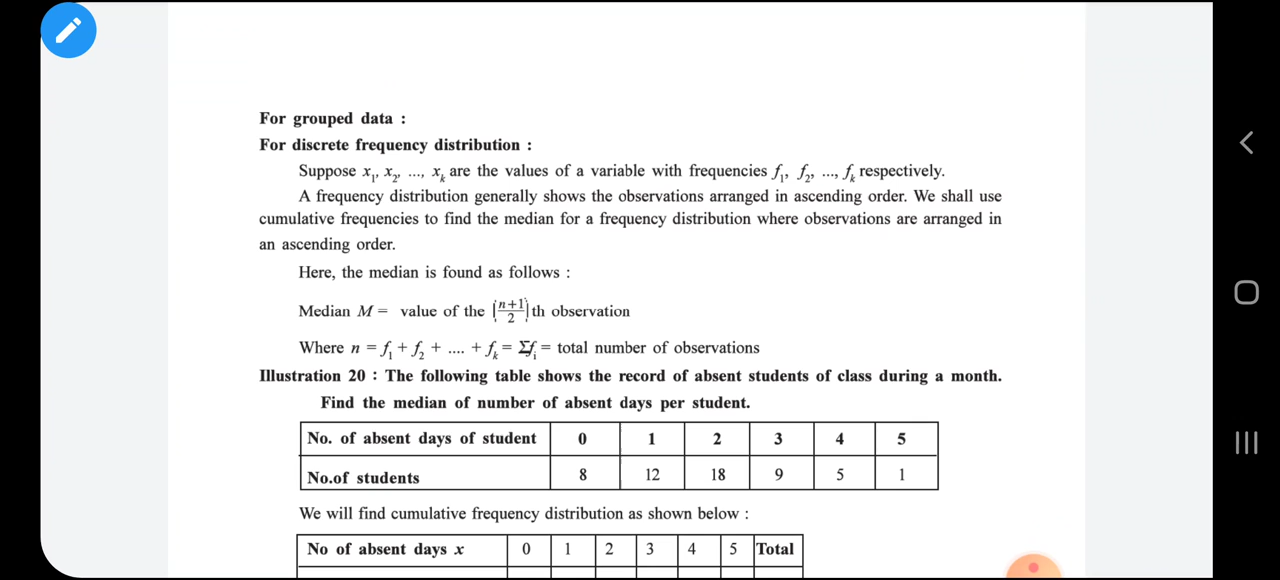 For grouped data :
For discrete frequency distribution :
Suppose x₁, x₂, ..., xₖ are the values of a variable with frequencies f₁, f₂, ..., fₖ respectively.
A frequency distribution generally shows the observations arranged in ascending order. We shall use
cumulative frequencies to find the median for a frequency distribution where observations are arranged in
an ascending order.
Here, the median is found as follows :
Median M = value of the (n+1/2)th observation
Where n = f₁ + f₂ + .... + fₖ = Σfᵢ = total number of observations
Illustration 20 : The following table shows the record of absent students of class during a month.
Find the median of number of absent days per student.
No. of absent days of student 0 1 2 3 4 5
No.of students 8 12 18 9 5 1
We will find cumulative frequency distribution as shown below :
No of absent days x 0 1 2 3 4 5 Total